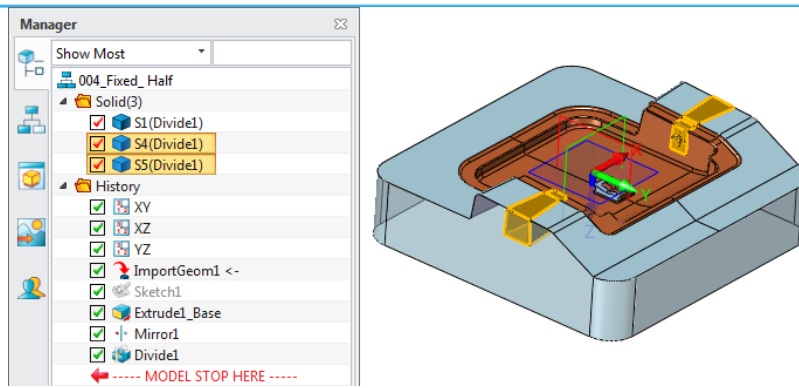 Manager
Show Most
004_Fixed_ Half
Solid(3)
S1(Divide1)
S4(Divide1)
S5(Divide1)
History
XY
XZ
YZ
ImportGeom1 <-
Sketch1
Extrude1_Base
Mirror1
Divide1
----- MODEL STOP HERE -----
X
Y
Z